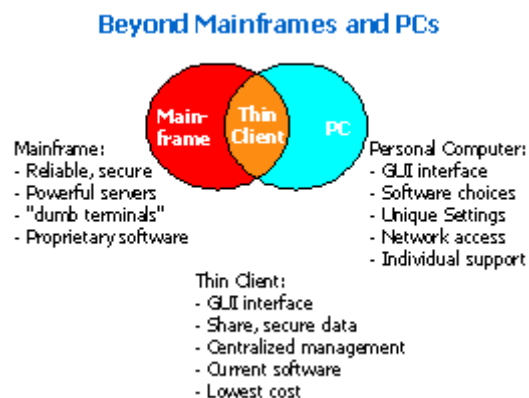 Beyond Mainframes and PCs
Main-
frame
Thin
Client
PC
Mainframe:
- Reliable, secure
- Powerful servers
- "dumb terminals"
- Proprietary software
Personal Computer:
- GUI interface
- Software choices
- Unique Settings
- Network access
- Individual support
Thin Client:
- GUI interface
- Share, secure data
- Centralized management
- Current software
- Lowest cost